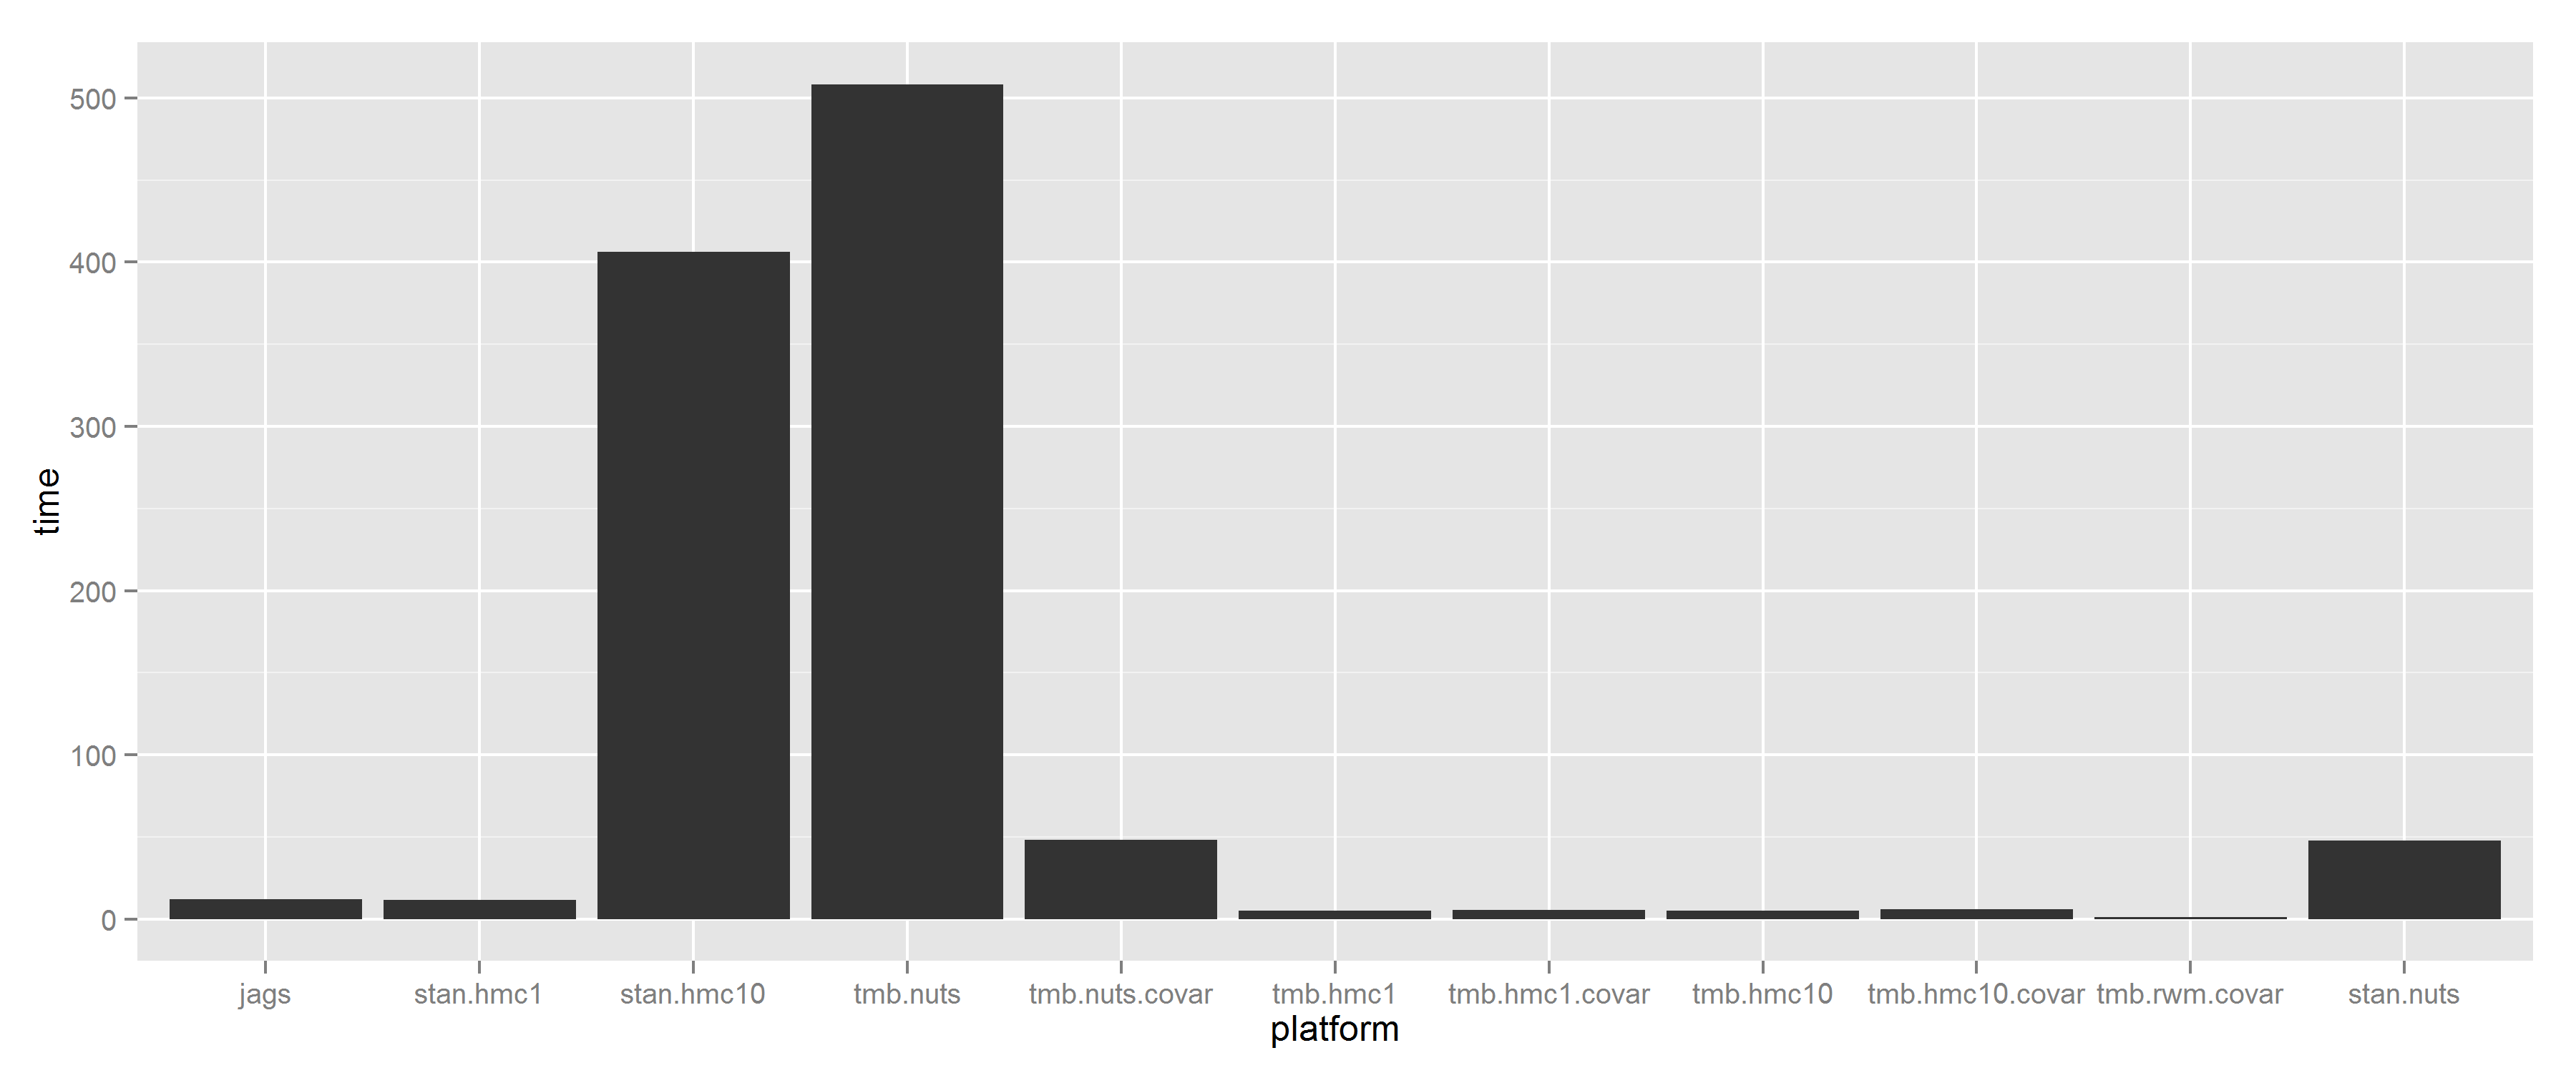 500
400
300
200
100
0
time
jags stan.hmc1 stan.hmc10 tmb.nuts tmb.nuts.covar tmb.hmc1 tmb.hmc1.covar tmb.hmc10 tmb.hmc10.covar tmb.rwm.covar stan.nuts
platform